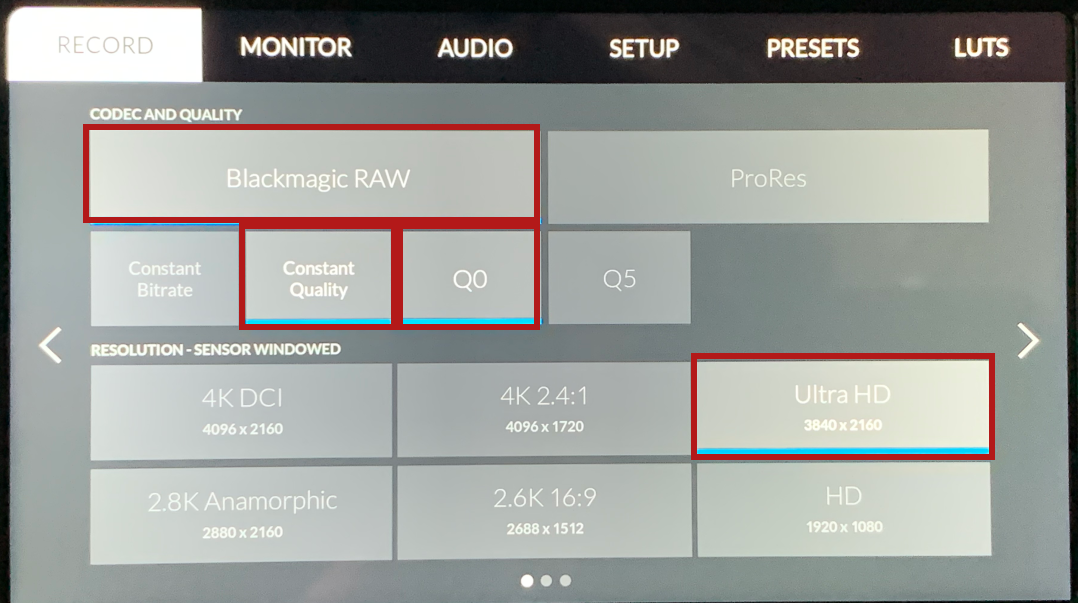 RECORD MONITOR AUDIO SETUP PRESETS LUTS
CODEC AND QUALITY
Blackmagic RAW ProRes
Constant Bitrate Constant Quality Q0 Q5
RESOLUTION - SENSOR WINDOWED
4K DCI 4K 2.4:1 Ultra HD
4096 x 2160 4096 x 1720 3840 x 2160
2.8K Anamorphic 2.6K 16:9 HD
2880 x 2160 2688 x 1512 1920 x 1080